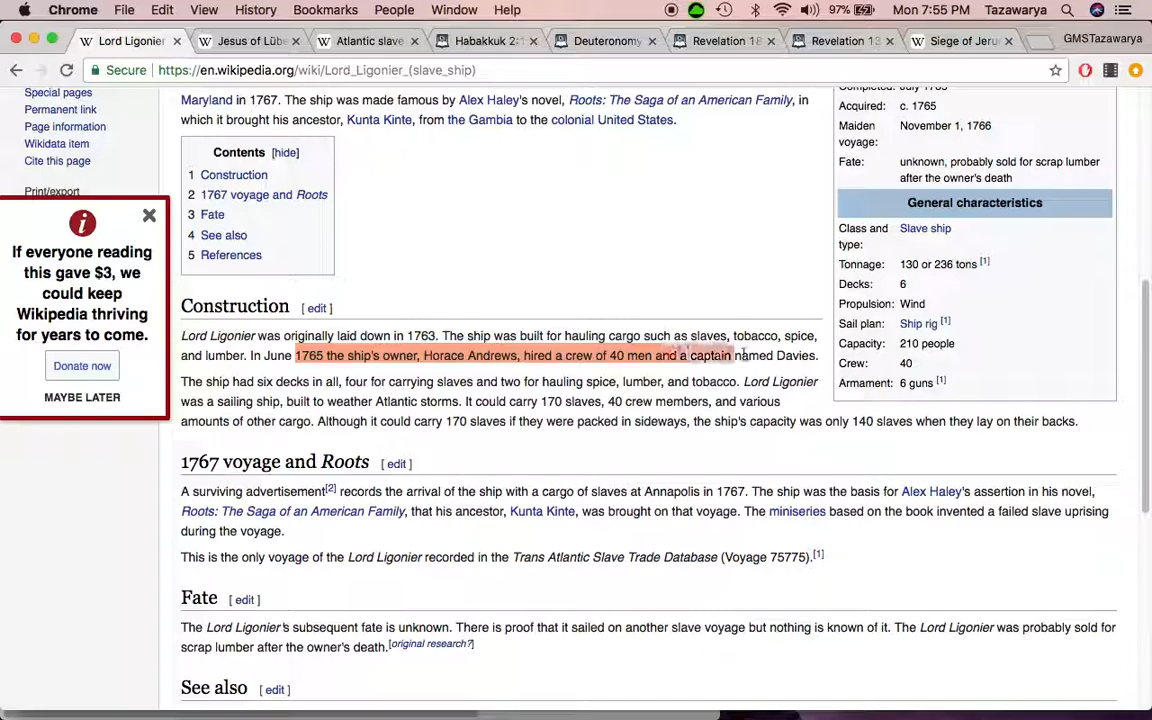 Chrome File Edit View History Bookmarks People Window Help 97% Mon 7:55 PM Tazawarya
Lord Ligonier Jesus of Lübe Atlantic slave Habakkuk 2:1 Deuteronomy Revelation 18 Revelation 13 Siege of Jeru GMSTazawarya
Secure https://en.wikipedia.org/wiki/Lord_Ligonier_(slave_ship)
Special pages
Permanent link
Page information
Wikidata item
Cite this page
Print/export
If everyone reading
this gave $3, we
could keep
Wikipedia thriving
for years to come.
Donate now
MAYBE LATER
Maryland in 1767. The ship was made famous by Alex Haley's novel, Roots: The Saga of an American Family, in
which it brought his ancestor, Kunta Kinte, from the Gambia to the colonial United States.
Contents [hide]
1 Construction
2 1767 voyage and Roots
3 Fate
4 See also
5 References
Construction [ edit ]
Lord Ligonier was originally laid down in 1763. The ship was built for hauling cargo such as slaves, tobacco, spice,
and lumber. In June 1765 the ship's owner, Horace Andrews, hired a crew of 40 men and a captain named Davies.
The ship had six decks in all, four for carrying slaves and two for hauling spice, lumber, and tobacco. Lord Ligonier
was a sailing ship, built to weather Atlantic storms. It could carry 170 slaves, 40 crew members, and various
amounts of other cargo. Although it could carry 170 slaves if they were packed in sideways, the ship's capacity was only 140 slaves when they lay on their backs.
1767 voyage and Roots [ edit ]
A surviving advertisement[2] records the arrival of the ship with a cargo of slaves at Annapolis in 1767. The ship was the basis for Alex Haley's assertion in his novel,
Roots: The Saga of an American Family, that his ancestor, Kunta Kinte, was brought on that voyage. The miniseries based on the book invented a failed slave uprising
during the voyage.
This is the only voyage of the Lord Ligonier recorded in the Trans Atlantic Slave Trade Database (Voyage 75775).[1]
Fate [ edit ]
The Lord Ligonier's subsequent fate is unknown. There is proof that it sailed on another slave voyage but nothing is known of it. The Lord Ligonier was probably sold for
scrap lumber after the owner's death.[original research?]
See also [ edit ]
Completed: July 1765
Acquired: c. 1765
Maiden November 1, 1766
voyage:
Fate: unknown, probably sold for scrap lumber
after the owner's death
General characteristics
Class and Slave ship
type:
Tonnage: 130 or 236 tons [1]
Decks: 6
Propulsion: Wind
Sail plan: Ship rig [1]
Capacity: 210 people
Crew: 40
Armament: 6 guns [1]